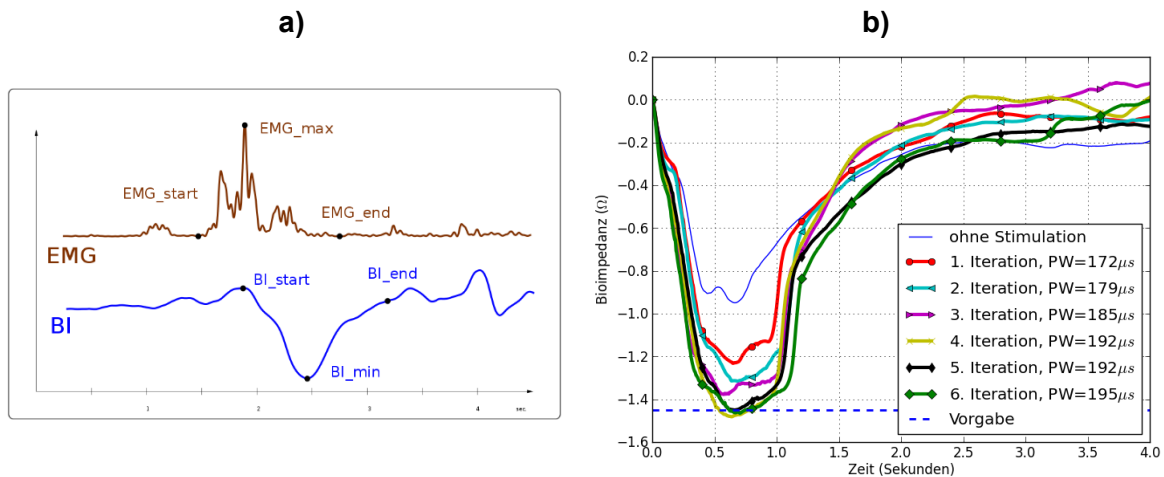 a)
EMG_max
EMG_start
EMG_end
EMG
BI_start
BI_end
BI
BI_min
1
2
3
4
sec
b)
0.2
0.0
−0.2
−0.4
−0.6
−0.8
−1.0
−1.2
−1.4
−1.6
Bioimpedanz (Ω)
0.0
0.5
1.0
1.5
2.0
2.5
3.0
3.5
4.0
Zeit (Sekunden)
ohne Stimulation
1. Iteration, PW=172μs
2. Iteration, PW=179μs
3. Iteration, PW=185μs
4. Iteration, PW=192μs
5. Iteration, PW=192μs
6. Iteration, PW=195μs
Vorgabe